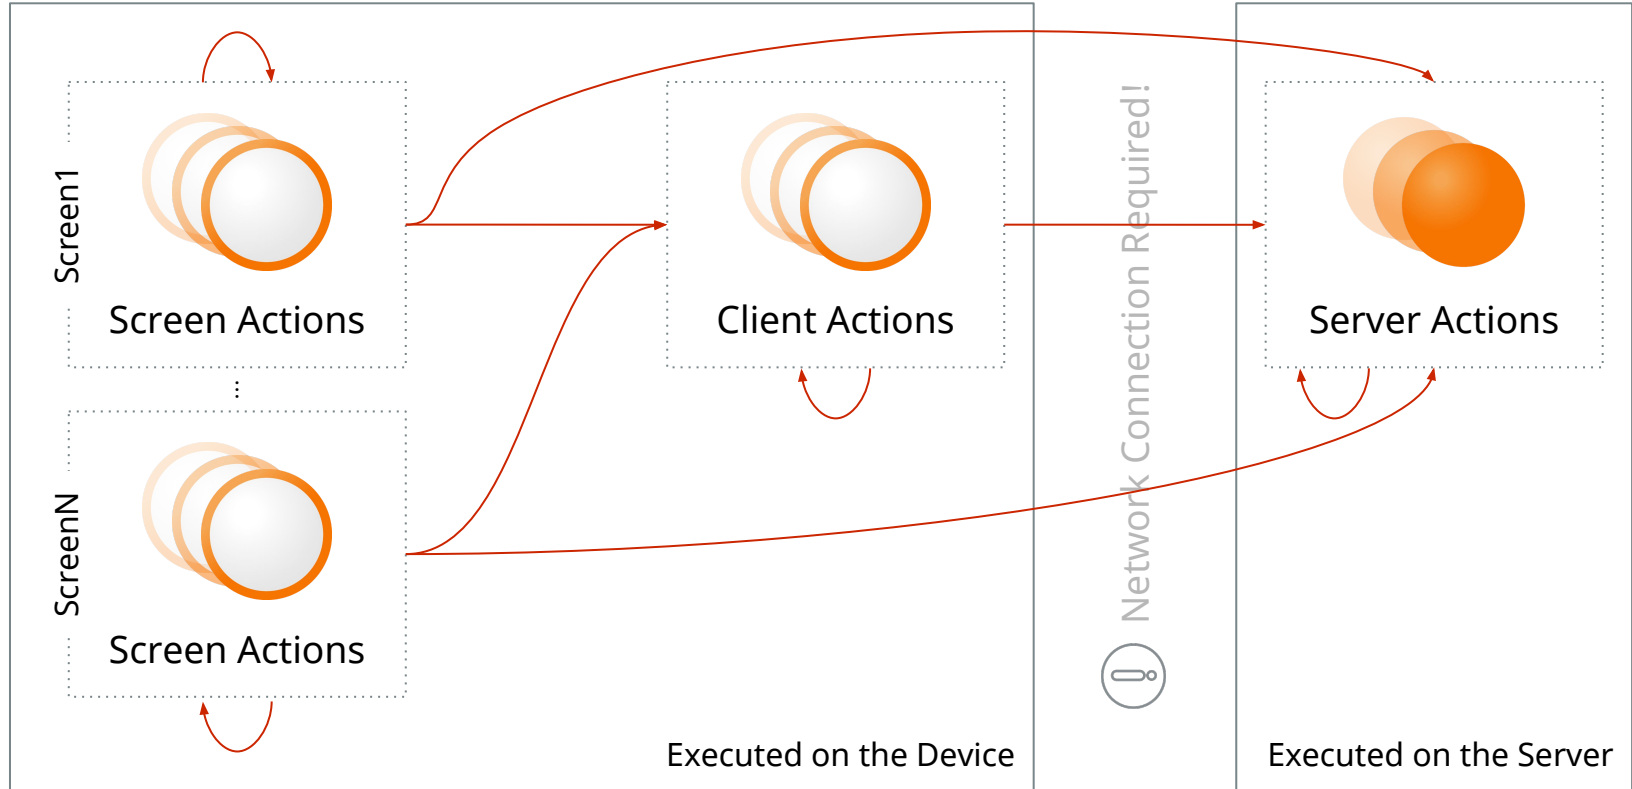 Screen1
Screen Actions
Client Actions
Server Actions
Network Connection Required!
ScreenN
Screen Actions
Executed on the Device
Executed on the Server